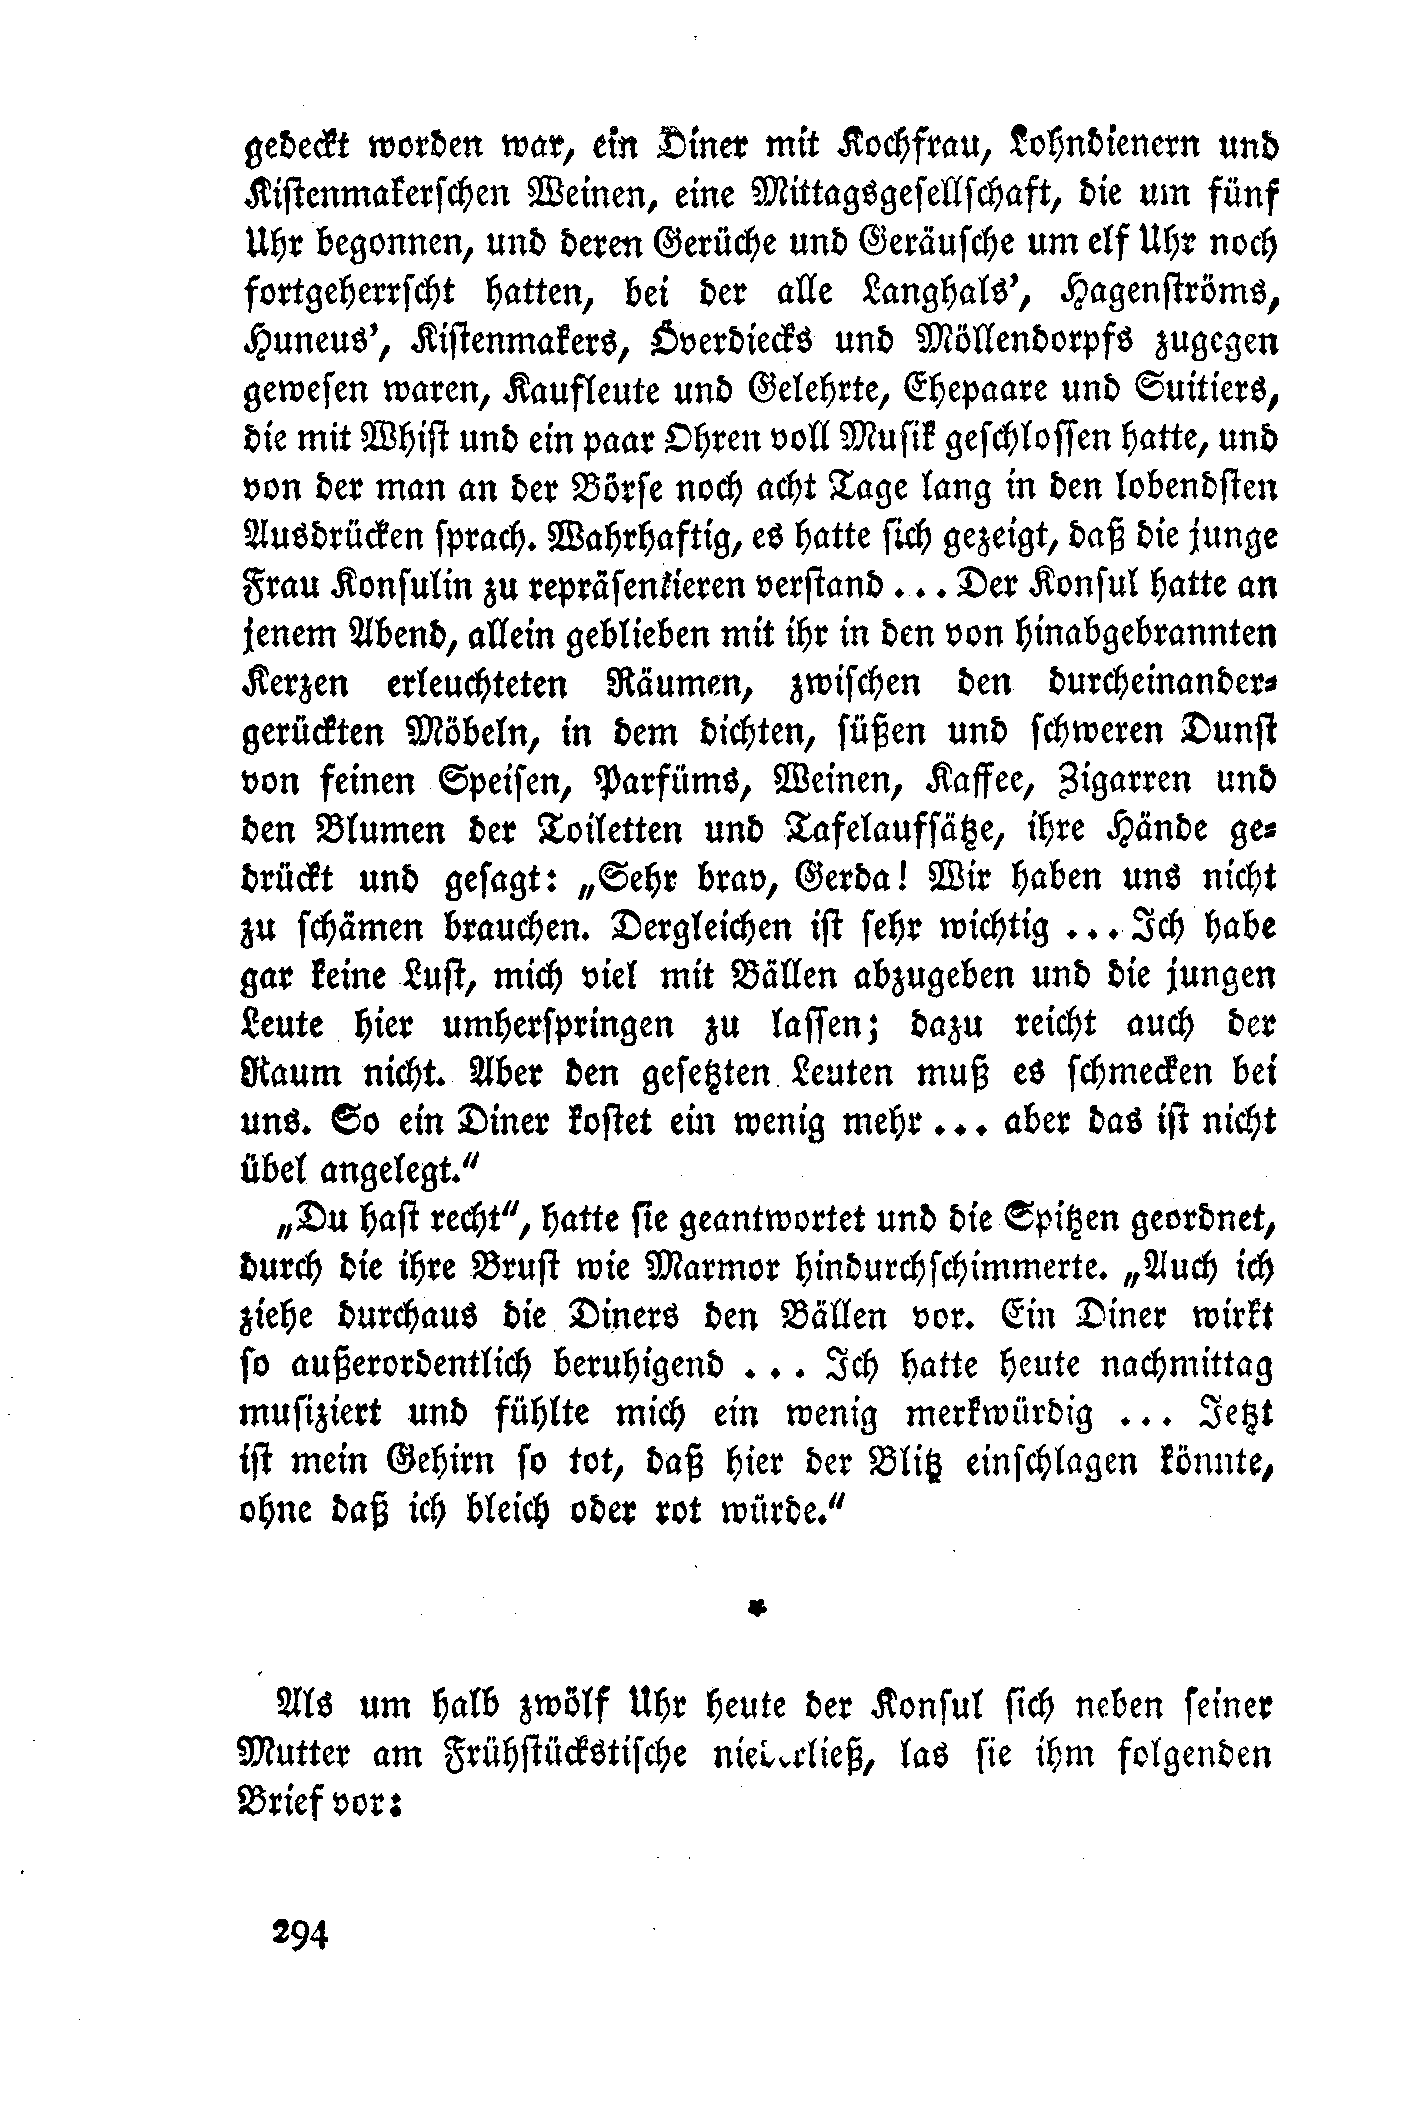 gedeckt worden war, ein Diner mit Kochfrau, Lohndienern und
Kistenmakerschen Weinen, eine Mittagsgesellschaft, die um fünf
Uhr begonnen, und deren Gerüche und Geräusche um elf Uhr noch
fortgeherrscht hatten, bei der alle Langhals’, Hagenströms,
Huneus’, Kistenmakers, Överdiecks und Möllendorpfs zugegen
gewesen waren, Kaufleute und Gelehrte, Ehepaare und Suitiers,
die mit Whist und ein paar Ohren voll Musik geschlossen hatte, und
von der man an der Börse noch acht Tage lang in den lobendsten
Ausdrücken sprach. Wahrhaftig, es hatte sich gezeigt, daß die junge
Frau Konsulin zu repräsentieren verstand ... Der Konsul hatte an
jenem Abend, allein geblieben mit ihr in den von hinabgebrannten
Kerzen erleuchteten Räumen, zwischen den durcheinander-
gerückten Möbeln, in dem dichten, süßen und schweren Dunst
von feinen Speisen, Parfüms, Weinen, Kaffee, Zigarren und
den Blumen der Toiletten und Tafelaufsätze, ihre Hände ge-
drückt und gesagt: „Sehr brav, Gerda! Wir haben uns nicht
zu schämen brauchen. Dergleichen ist sehr wichtig ... Ich habe
gar keine Lust, mich viel mit Bällen abzugeben und die jungen
Leute hier umherspringen zu lassen; dazu reicht auch der
Raum nicht. Aber den gesetzten Leuten muß es schmecken bei
uns. So ein Diner kostet ein wenig mehr ... aber das ist nicht
übel angelegt.“
„Du hast recht“, hatte sie geantwortet und die Spitzen geordnet,
durch die ihre Brust wie Marmor hindurchschimmerte. „Auch ich
ziehe durchaus die Diners den Bällen vor. Ein Diner wirkt
so außerordentlich beruhigend ... Ich hatte heute nachmittag
musiziert und fühlte mich ein wenig merkwürdig ... Jetzt
ist mein Gehirn so tot, daß hier der Blitz einschlagen könnte,
ohne daß ich bleich oder rot würde.“
*
Als um halb zwölf Uhr heute der Konsul sich neben seiner
Mutter am Frühstückstische niederließ, las sie ihm folgenden
Brief vor:
294